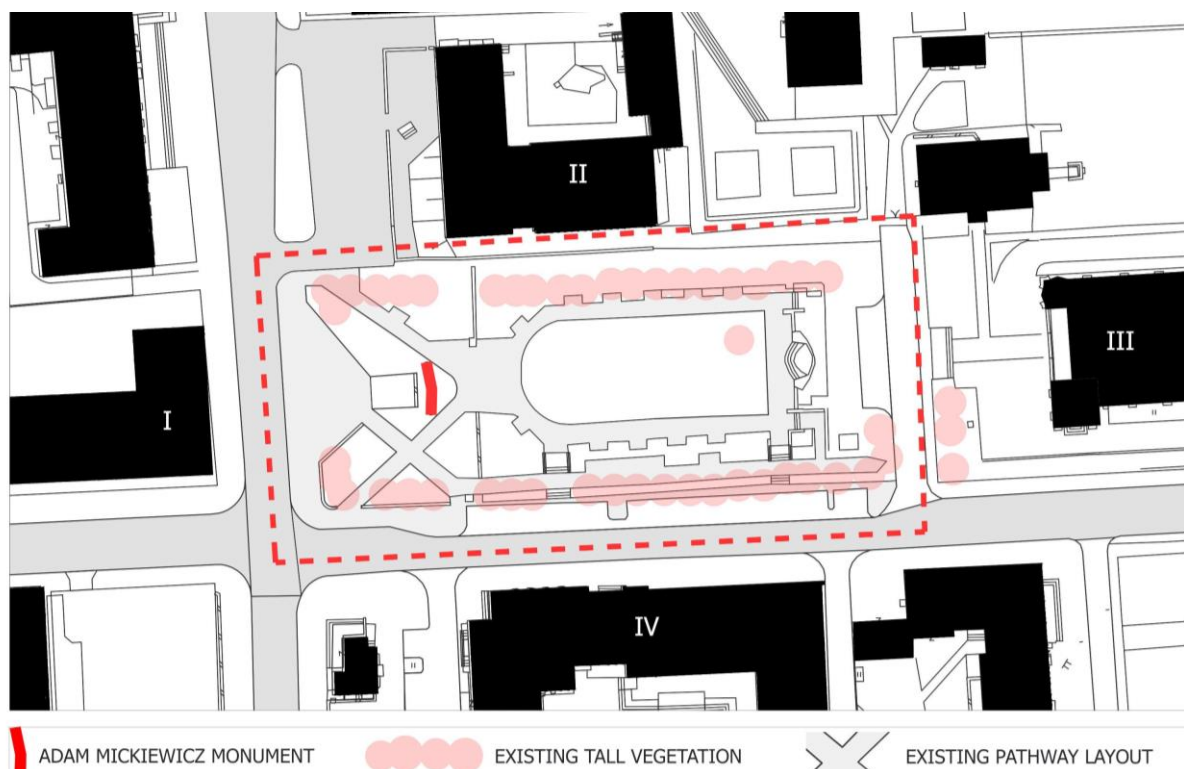 II
III
I
IV
ADAM MICKIEWICZ MONUMENT
EXISTING TALL VEGETATION
EXISTING PATHWAY LAYOUT